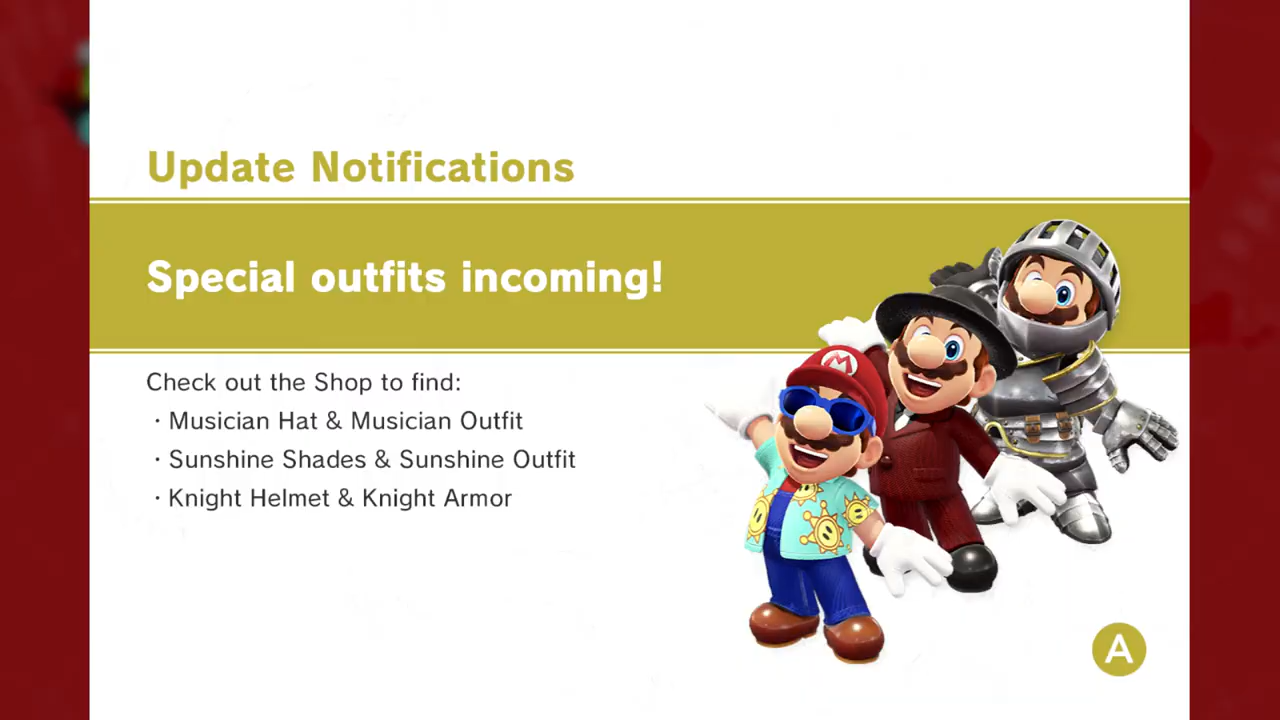 Update Notifications
Special outfits incoming!
Check out the Shop to find:
・Musician Hat & Musician Outfit
・Sunshine Shades & Sunshine Outfit
・Knight Helmet & Knight Armor
M
A